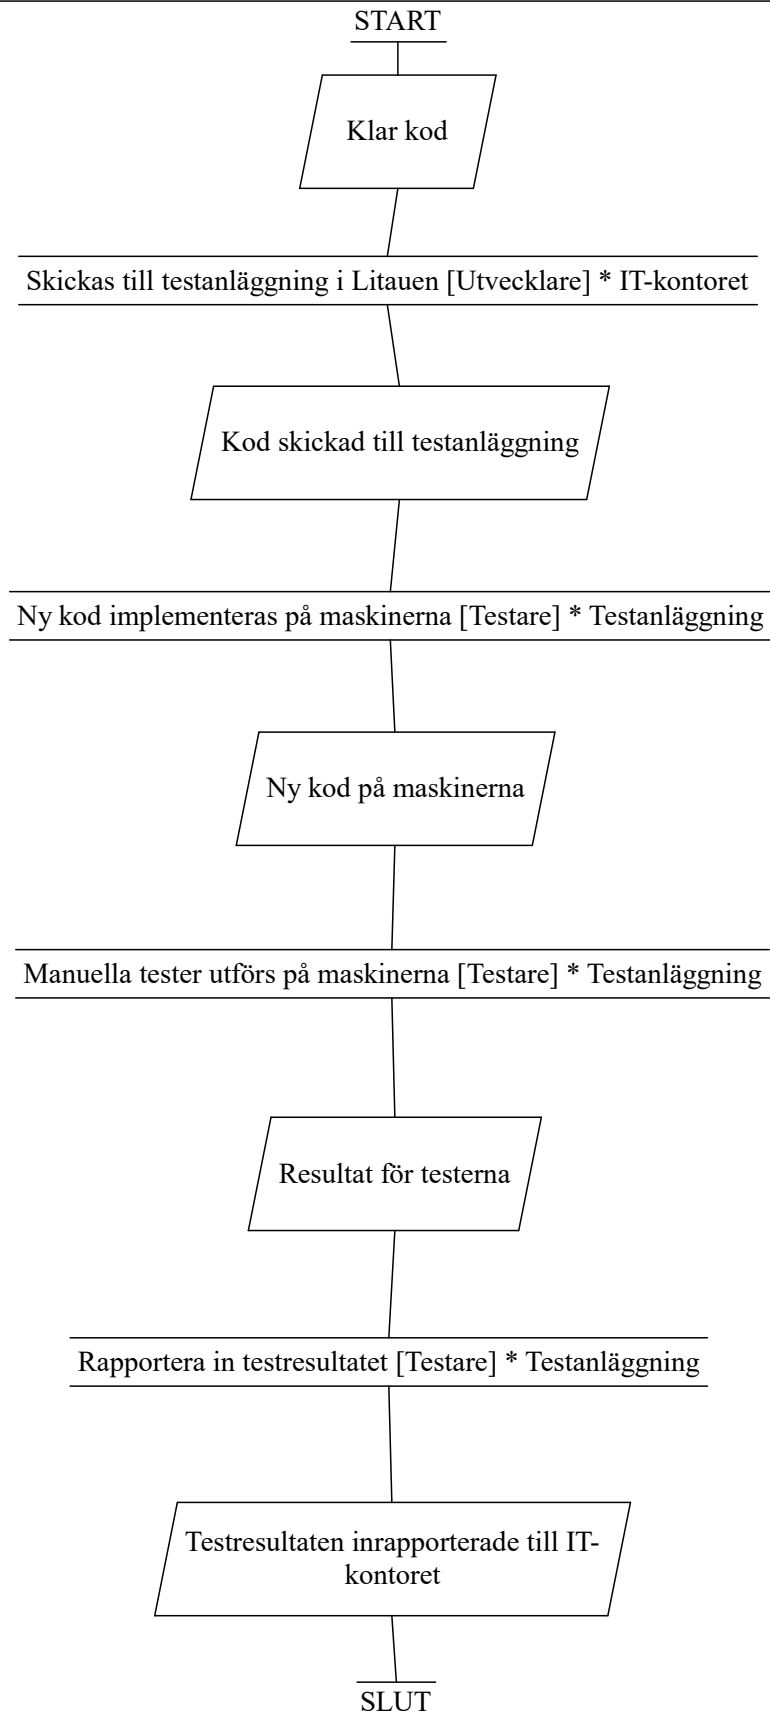 START
Klar kod
Skickas till testanläggning i Litauen [Utvecklare] * IT-kontoret
Kod skickad till testanläggning
Ny kod implementeras på maskinerna [Testare] * Testanläggning
Ny kod på maskinerna
Manuella tester utförs på maskinerna [Testare] * Testanläggning
Resultat för testerna
Rapportera in testresultatet [Testare] * Testanläggning
Testresultaten inrapporterade till IT-
kontoret
SLUT